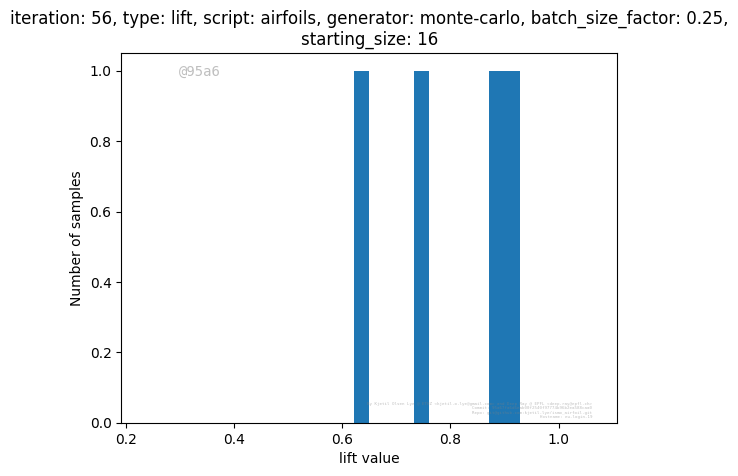 iteration: 56, type: lift, script: airfoils, generator: monte-carlo, batch_size_factor: 0.25,
starting_size: 16
@95a6
1.0
0.8
0.6
0.4
0.2
0.0
Number of samples
0.2 0.4 0.6 0.8 1.0
lift value